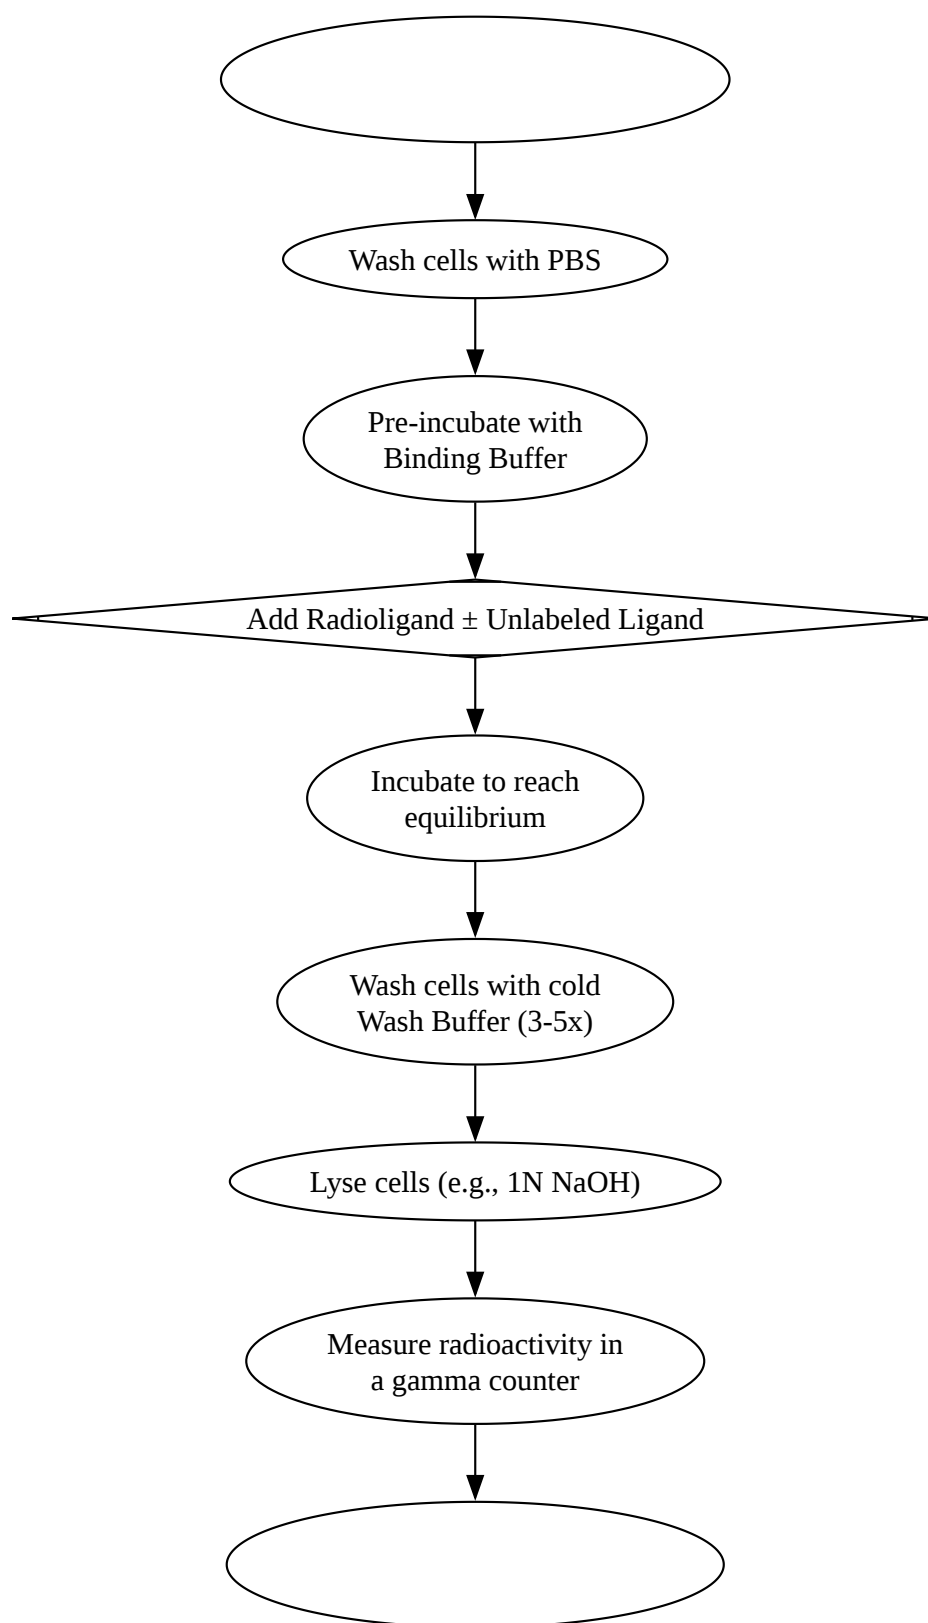 Wash cells with PBS
Pre-incubate with
Binding Buffer
Add Radioligand ± Unlabeled Ligand
Incubate to reach
equilibrium
Wash cells with cold
Wash Buffer (3-5x)
Lyse cells (e.g., 1N NaOH)
Measure radioactivity in
a gamma counter